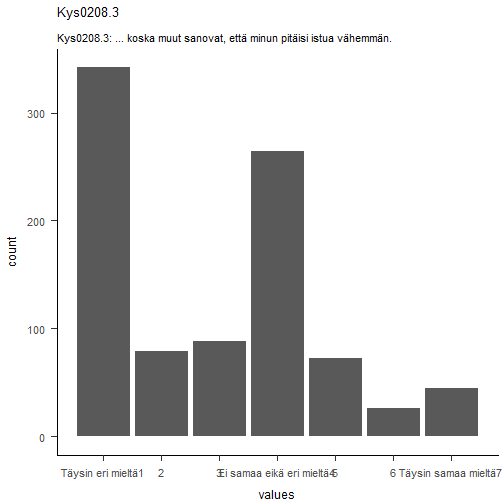 Kys0208.3
Kys0208.3: ... koska muut sanovat, että minun pitäisi istua vähemmän.
count
300
200
100
0
Täysin eri mieltä1 2 3 Ei samaa eikä eri mieltä4 5 6 Täysin samaa mieltä7
values